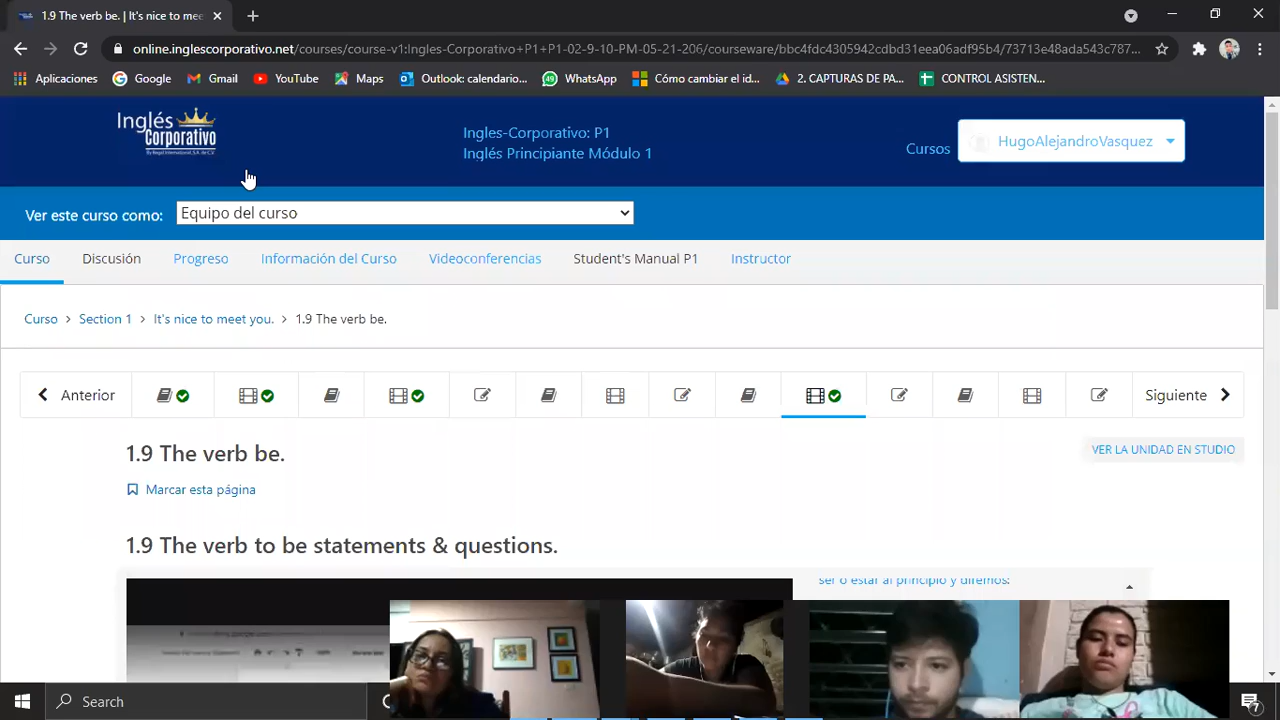 1.9 The verb be. | It's nice to mee
online.inglescorporativo.net/courses/course-v1:Ingles-Corporativo+P1+P1-02-9-10-PM-05-21-206/courseware/bbc4fdc4305942cdbd31eea06adf95b4/73713e48ada543c787...
Aplicaciones Google Gmail YouTube Maps Outlook: calendario... WhatsApp Cómo cambiar el id... 2. CAPTURAS DE PA... CONTROL ASISTEN...
Inglés
Corporativo
By Regal International, S.A. de C.V.
Ingles-Corporativo: P1
Inglés Principiante Módulo 1
Cursos
HugoAlejandroVasquez
Ver este curso como: Equipo del curso
Curso Discusión Progreso Información del Curso Videoconferencias Student's Manual P1 Instructor
Curso > Section 1 > It's nice to meet you. > 1.9 The verb be.
Anterior Siguiente
1.9 The verb be.
VER LA UNIDAD EN STUDIO
Marcar esta página
1.9 The verb to be statements & questions.
ser o estar al principio y diremos:
Search
7